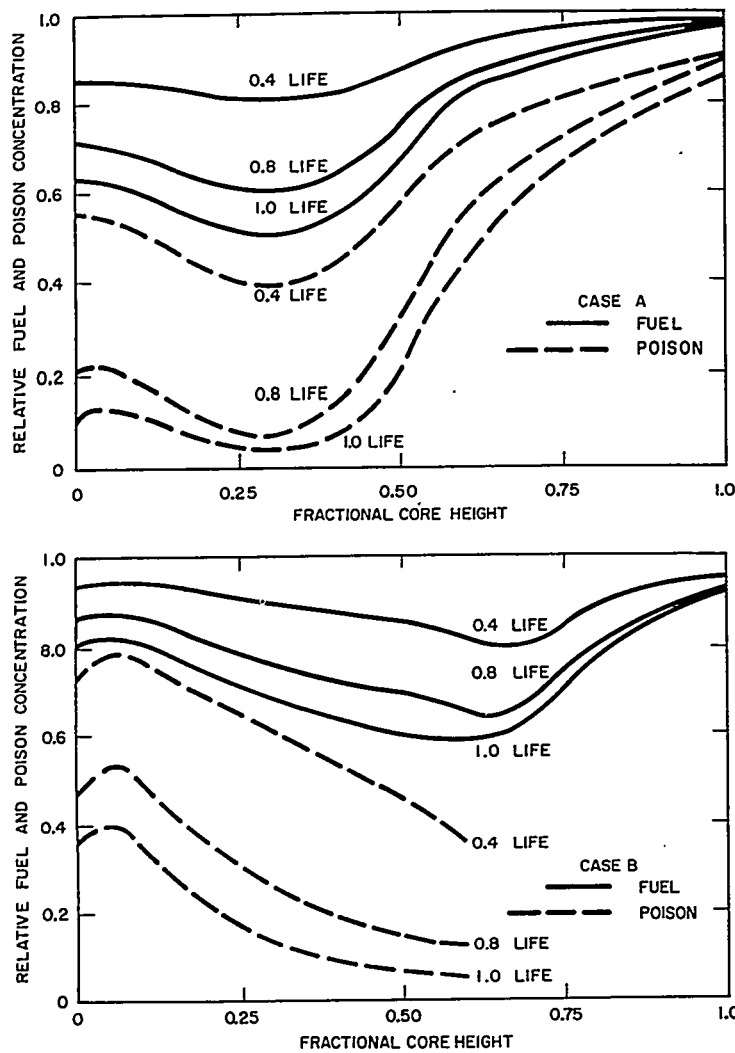 RELATIVE FUEL AND POISON CONCENTRATION
1.0
0.8
0.6
0.4
0.2
0
0.4 LIFE
0.8 LIFE
1.0 LIFE
0.4 LIFE
0.8 LIFE
1.0 LIFE
CASE A
FUEL
POISON
0
0.25
0.50
0.75
1.0
FRACTIONAL CORE HEIGHT
RELATIVE FUEL AND POISON CONCENTRATION
1.0
8.0
0.6
0.4
0.2
0
0.4 LIFE
0.8 LIFE
1.0 LIFE
0.4 LIFE
0.8 LIFE
1.0 LIFE
CASE B
FUEL
POISON
0
0.25
0.50
0.75
1.0
FRACTIONAL CORE HEIGHT